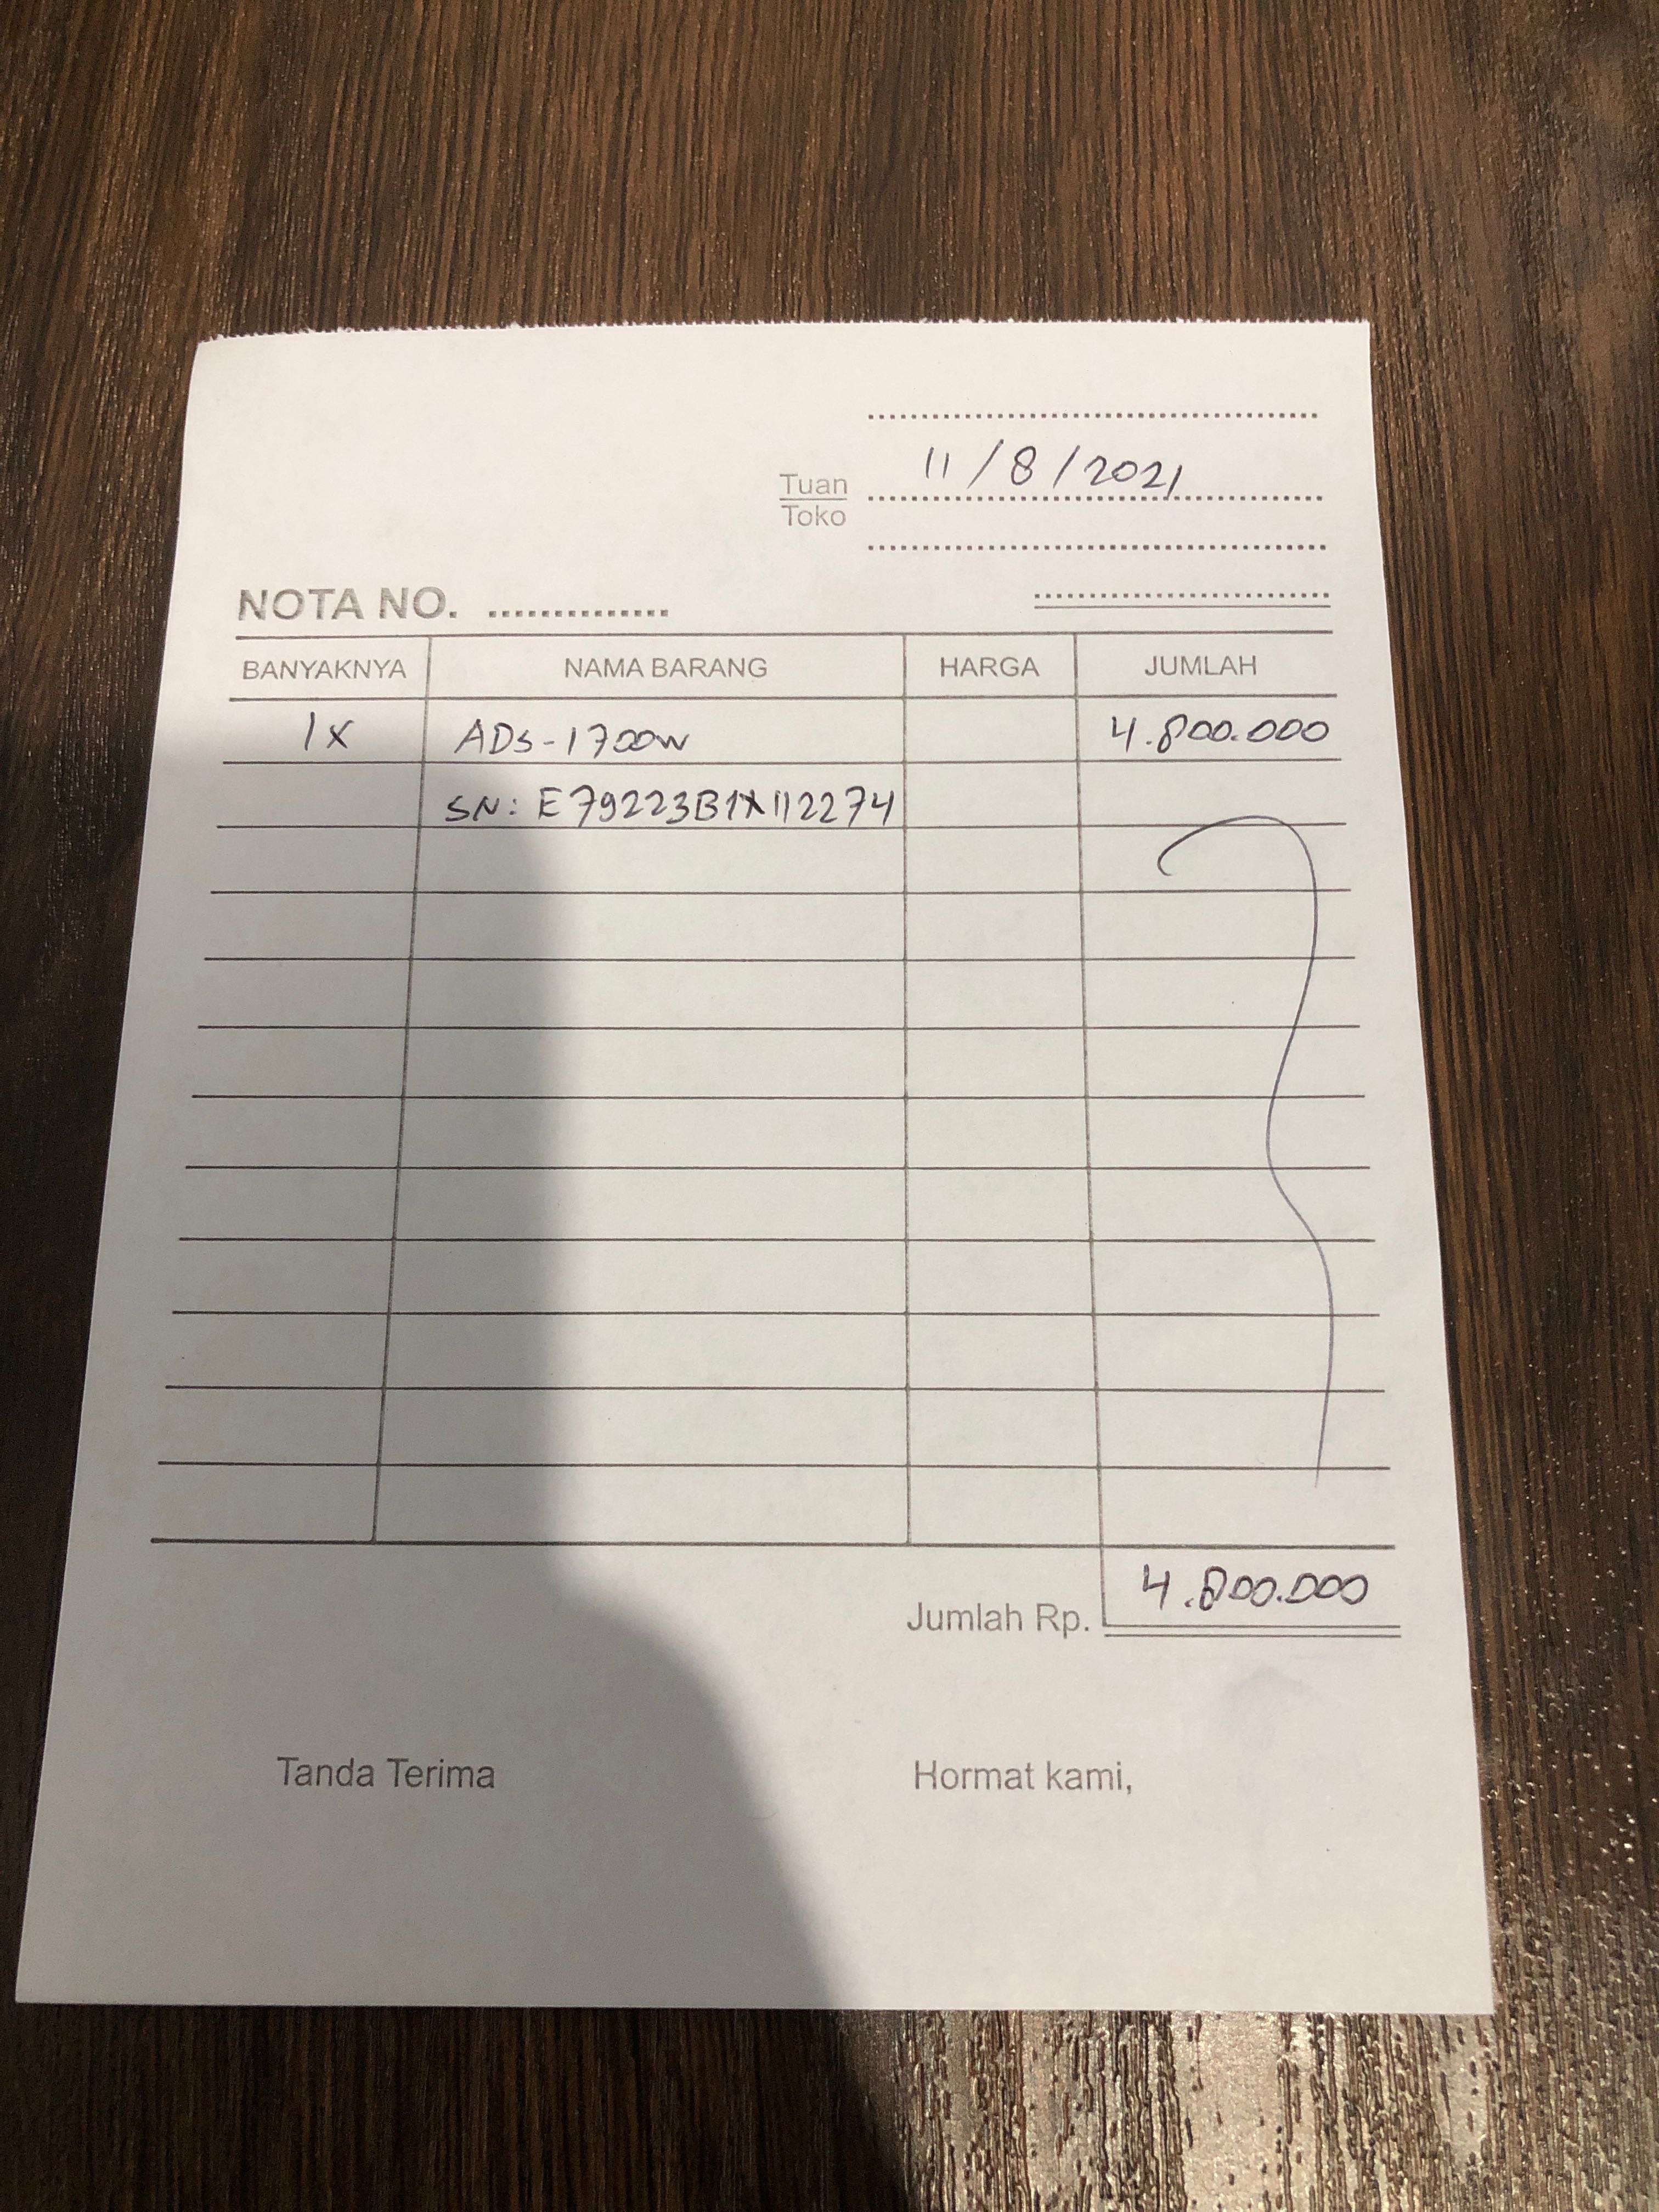 11/8/2021
Tuan
Toko
NOTA NO. ..............
BANYAKNYA NAMA BARANG HARGA JUMLAH
1x ADS-1700W 4.800.000
SN: E79223B1X112274
Jumlah Rp. 4.800.000
Tanda Terima Hormat kami,